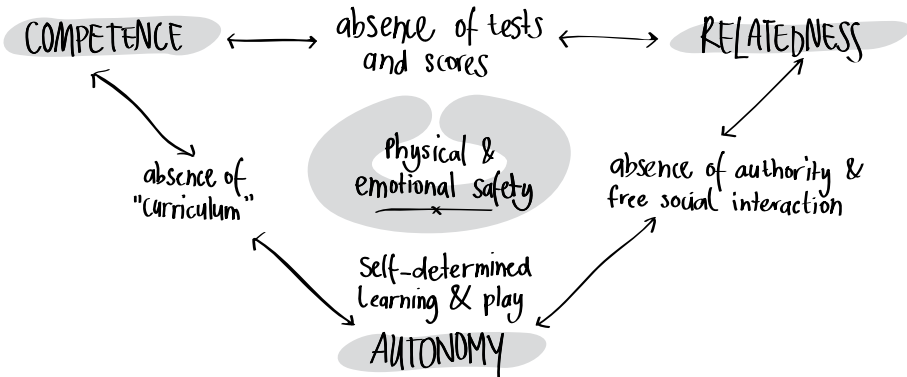 COMPETENCE
absence of tests
and scores
RELATEDNESS
absence of
"curriculum"
Physical &
emotional safety
absence of authority &
free social interaction
Self-determined
learning & play
AUTONOMY